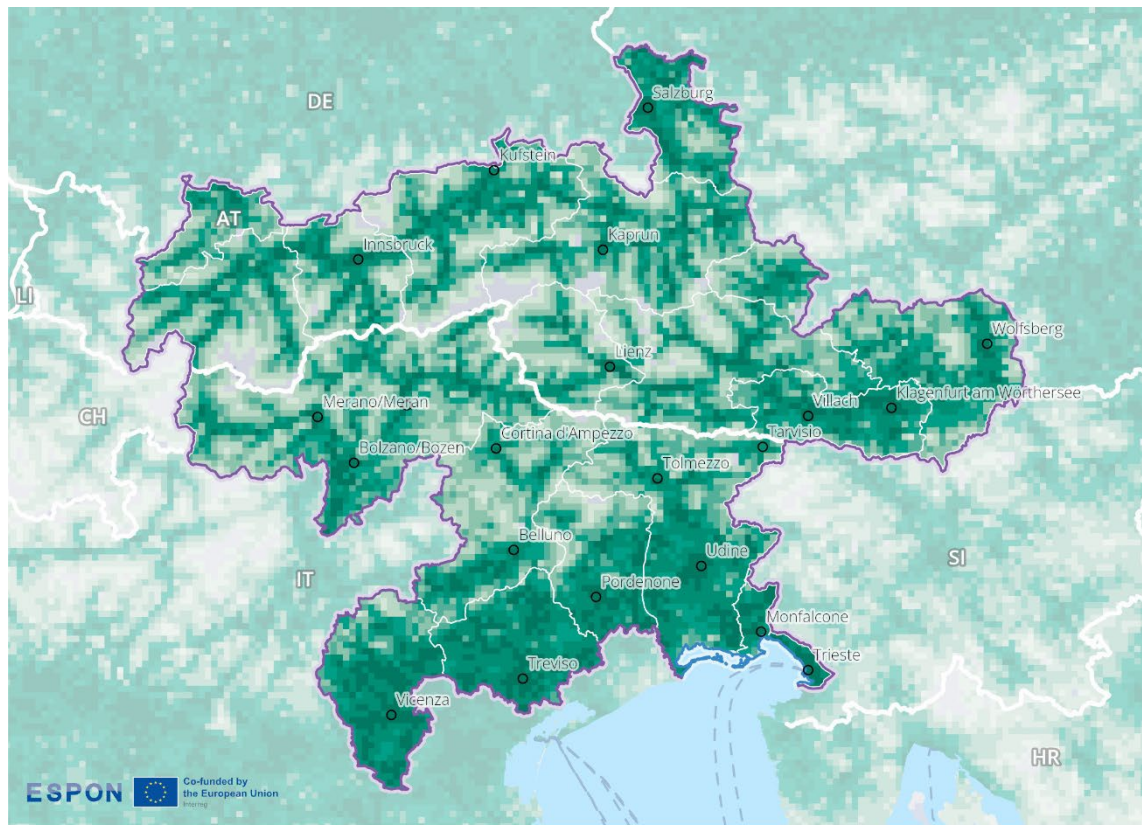 DE
Salzburg
Kufstein
AT
Innsbruck
Kaprun
LI
Wolfsberg
Lienz
CH
Merano/Meran
Villach
Klagenfurt am Wörthersee
Cortina d'Ampezzo
Tarvisio
Bolzano/Bozen
Tolmezzo
Belluno
Udine
SI
IT
Pordenone
Monfalcone
Trieste
Treviso
Vicenza
HR
ESPON
Co-funded by
the European Union
Interreg